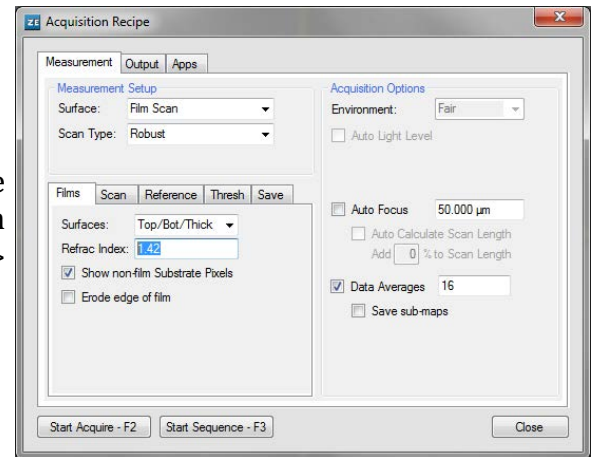 ZE Acquisition Recipe
x
Measurement Output Apps
Measurement Setup
Surface: Film Scan
Scan Type: Robust
Films Scan Reference Thresh Save
Surfaces: Top/Bot/Thick
Refrac Index: 1.42
Show non-film Substrate Pixels
Erode edge of film
Acquisition Options
Environment: Fair
Auto Light Level
Auto Focus 50.000 µm
Auto Calculate Scan Length
Add 0 % to Scan Length
Data Averages 16
Save sub-maps
Start Acquire - F2 Start Sequence - F3 Close